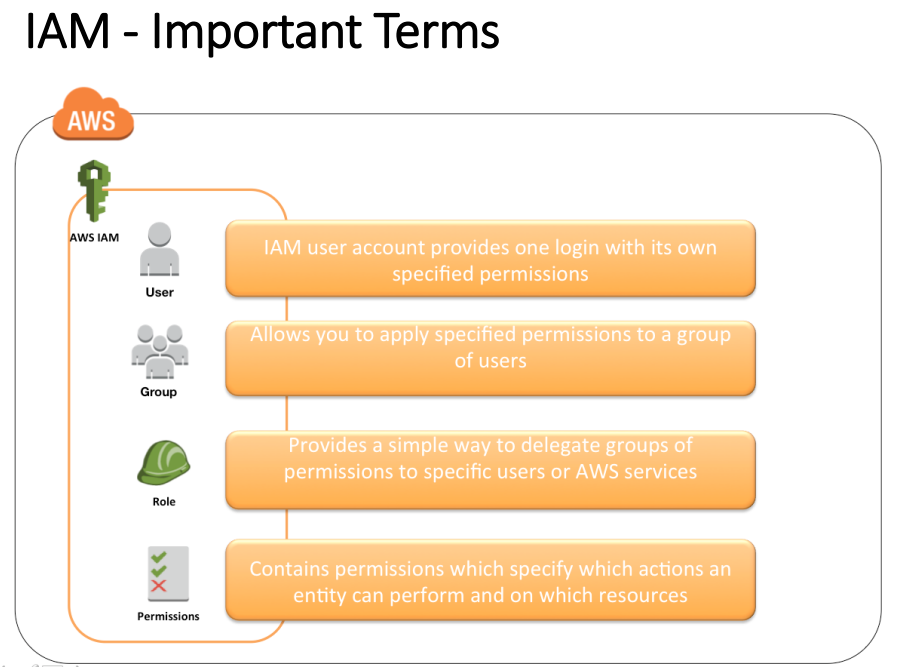 IAM - Important Terms
AWS
AWS IAM
User
IAM user account provides one login with its own
specified permissions
Group
Allows you to apply specified permissions to a group
of users
Role
Provides a simple way to delegate groups of
permissions to specific users or AWS services
Permissions
Contains permissions which specify which actions an
entity can perform and on which resources